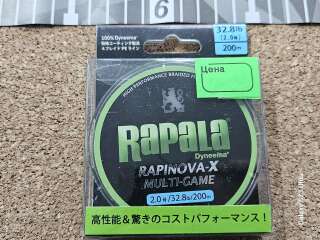 6
100% Dyneema®
32.8lb
(2.0号)
200m
Цена
HIGH PERFORMANCE BRAIDED
RAPALA
Dyneema®
RAPINOVA-X
MULTI-GAME
2.0号/32.8lb/200m
高性能&驚きのコストパフォーマンス!